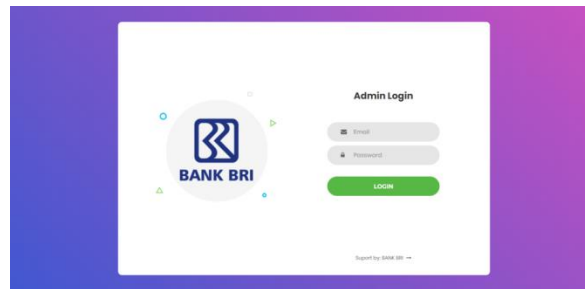 Admin Login
Email
Password
BANK BRI
LOGIN
Suport by: BANK BRI